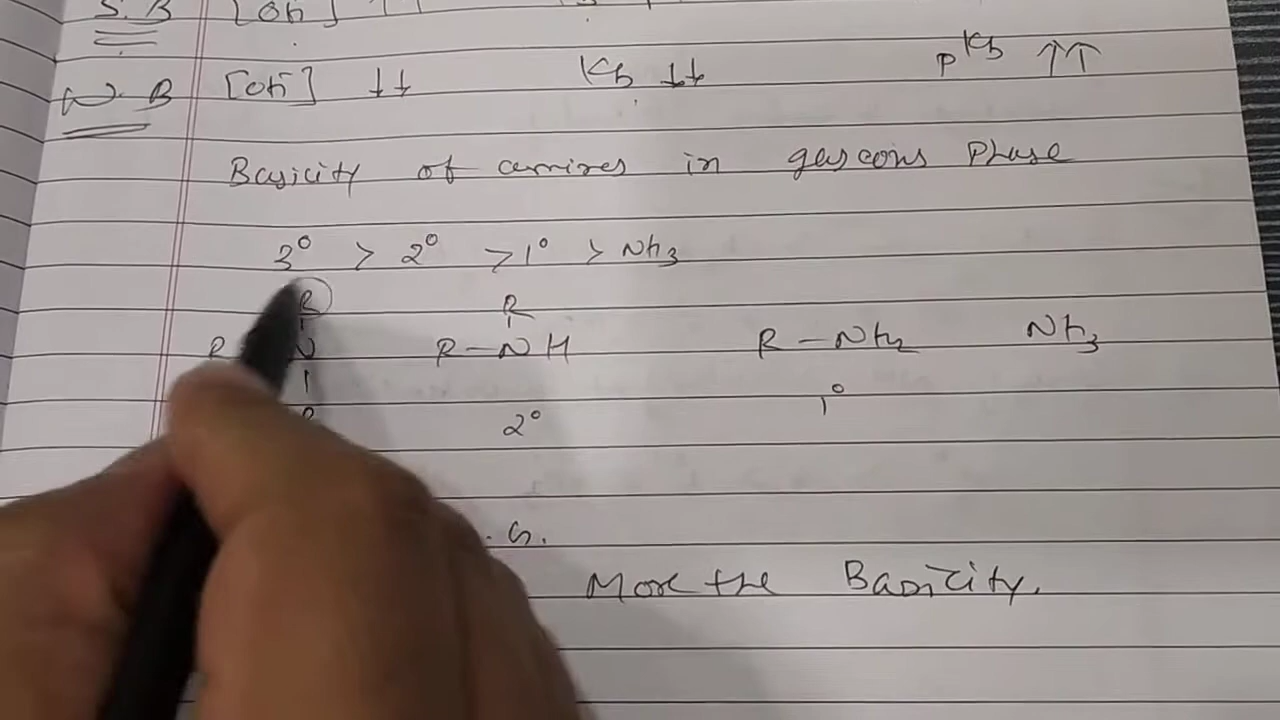 S.B [OH] ↑↑
W.B [OH] ↓↓ Kb ↓↓ pKb ↑↑
Basicity of amines in gaseous Phase
3° > 2° > 1° > NH3
R R
R N R-NH R-NH2 NH3
1°
2°
. G.
More the Basicity.